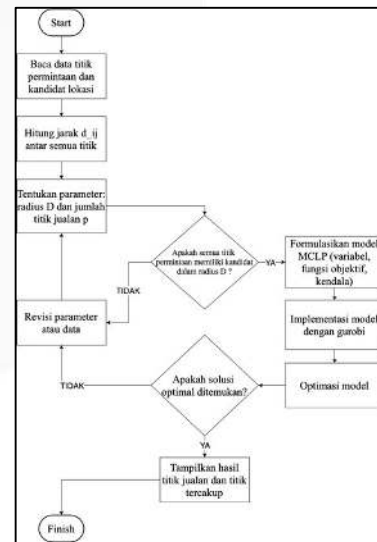 Start
Baca data titik
permintaan dan
kandidat lokasi
Hitung jarak d_ij
antar semua titik
Tentukan parameter:
radius D dan jumlah
titik jualan p
Apakah semua titik
permintaan memiliki kandidat
dalam radius D ?
YA
TIDAK
Formulasikan model
MCLP (variabel,
fungsi objektif,
kendala)
Revisi parameter
atau data
Implementasi model
dengan gurobi
Optimasi model
Apakah solusi
optimal ditemukan?
TIDAK
YA
Tampilkan hasil
titik jualan dan titik
tercakup
Finish